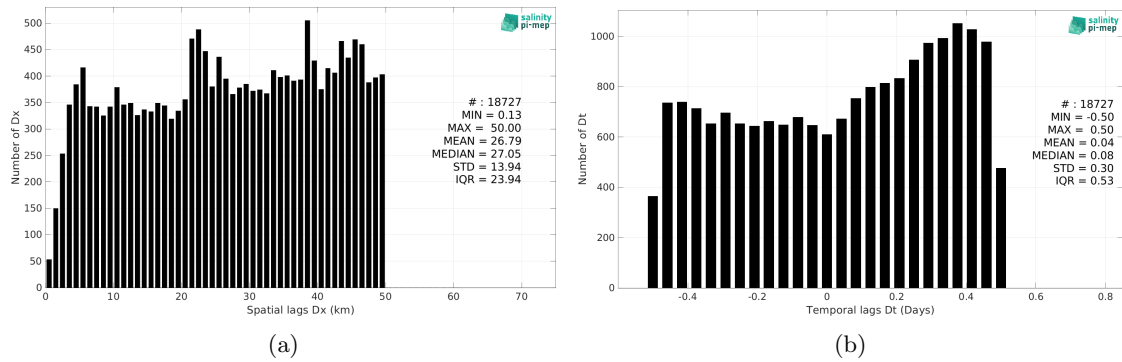 salinity
pi-mep
500
450
400
350
300
250
200
150
100
50
0
Number of Dx
# : 18727
MIN = 0.13
MAX = 50.00
MEAN = 26.79
MEDIAN = 27.05
STD = 13.94
IQR = 23.94
0 10 20 30 40 50 60 70
Spatial lags Dx (km)
(a)
salinity
pi-mep
1000
800
600
400
200
0
Number of Dt
# : 18727
MIN = -0.50
MAX = 0.50
MEAN = 0.04
MEDIAN = 0.08
STD = 0.30
IQR = 0.53
-0.4 -0.2 0 0.2 0.4 0.6 0.8
Temporal lags Dt (Days)
(b)